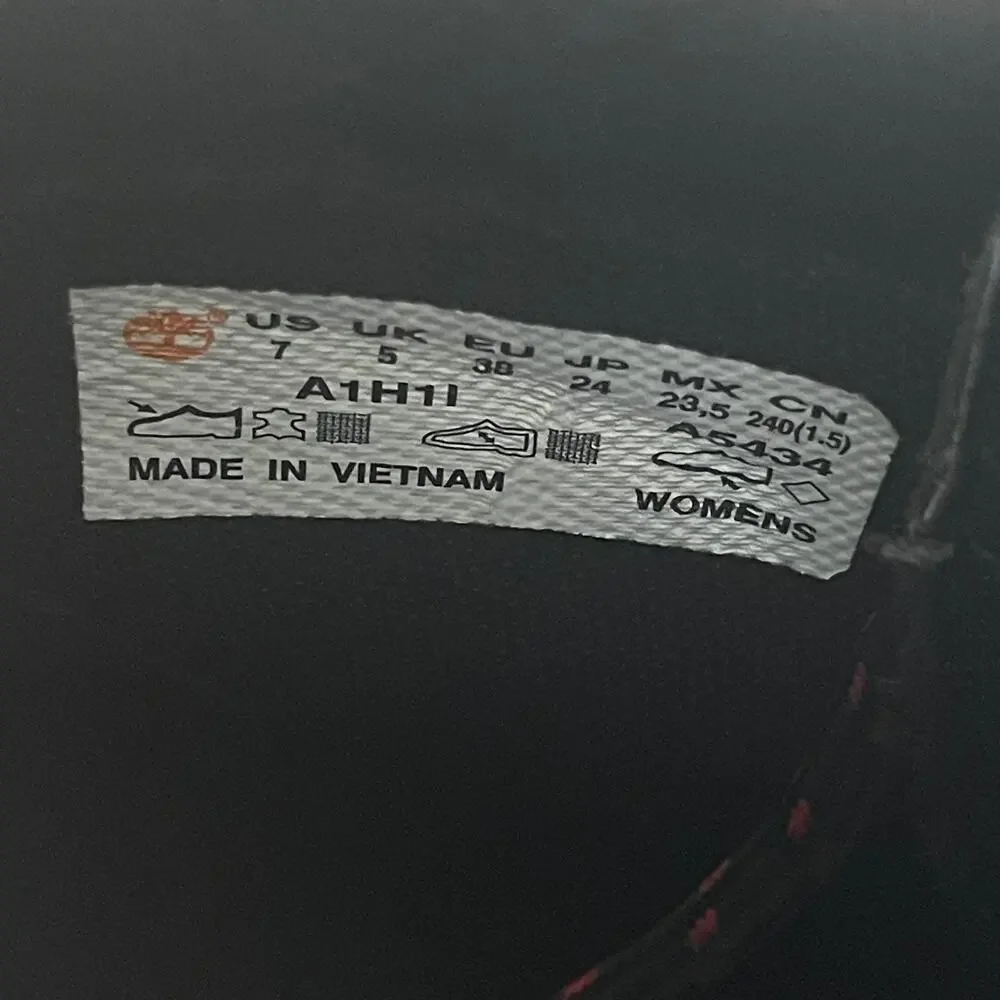 US UK EU JP MX CN
7 5 38 24 23,5 240(1.5)
A1H1I A5434
MADE IN VIETNAM WOMENS